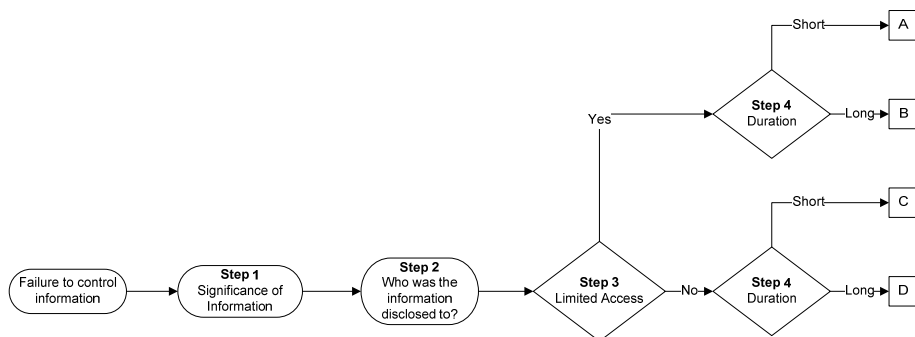 Short
A
Step 4
Duration
Long
B
Yes
Short
C
Step 4
Duration
Long
D
Failure to control
information
Step 1
Significance of
Information
Step 2
Who was the
information
disclosed to?
Step 3
Limited Access
No